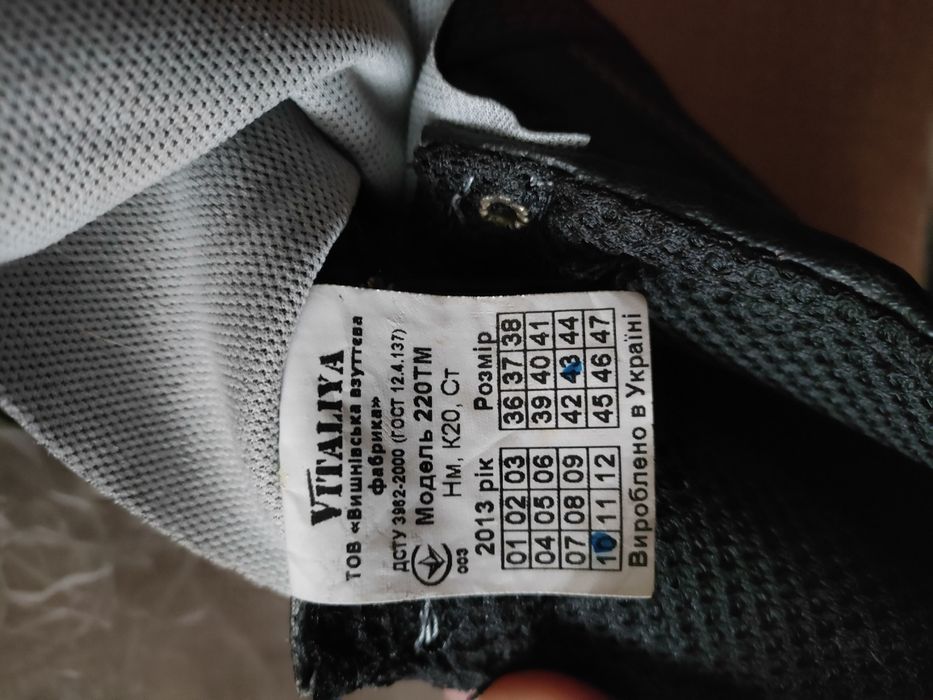 VITALIYA
ТОВ «Вишнівська взуттєва
фабрика»
ДСТУ 3962-2000 (ГОСТ 12.4.137)
Модель 220ТМ
Нм, К20, Ст
003
2013 рік Розмір
01 02 03 36 37 38
04 05 06 39 40 41
07 08 09 42 43 44
10 11 12 45 46 47
Вироблено в Україні